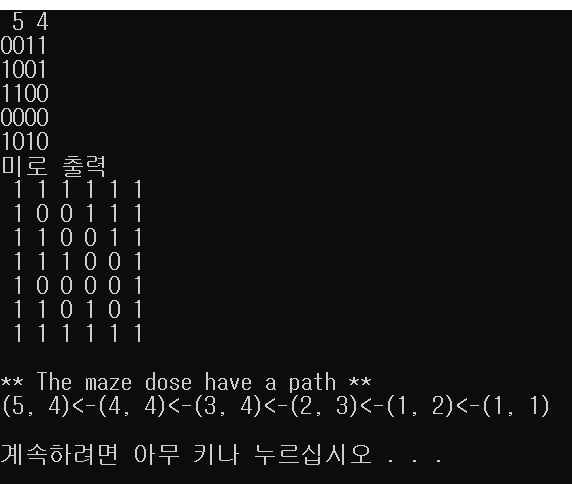 5 4
0011
1001
1100
0000
1010
미로 출력
1 1 1 1 1 1
1 0 0 1 1 1
1 1 0 0 1 1
1 1 1 0 0 1
1 0 0 0 0 1
1 1 0 1 0 1
1 1 1 1 1 1
** The maze dose have a path **
(5, 4)<-(4, 4)<-(3, 4)<-(2, 3)<-(1, 2)<-(1, 1)
계속하려면 아무 키나 누르십시오 . . .